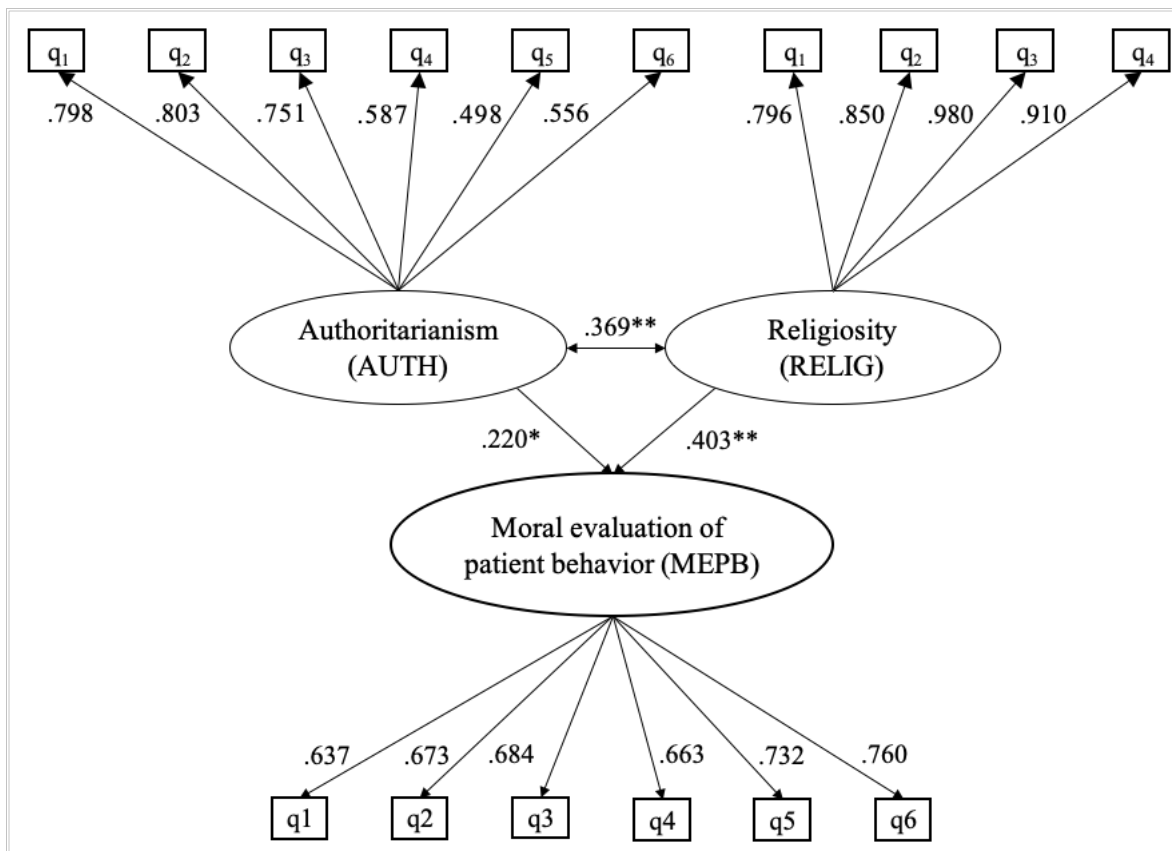 q₁ q₂ q₃ q₄ q₅ q₆ q₁ q₂ q₃ q₄
.798 .803 .751 .587 .498 .556 .796 .850 .980 .910
Authoritarianism
(AUTH)
.369**
Religiosity
(RELIG)
.220* .403**
Moral evaluation of
patient behavior (MEPB)
.637 .673 .684 .663 .732 .760
q1 q2 q3 q4 q5 q6